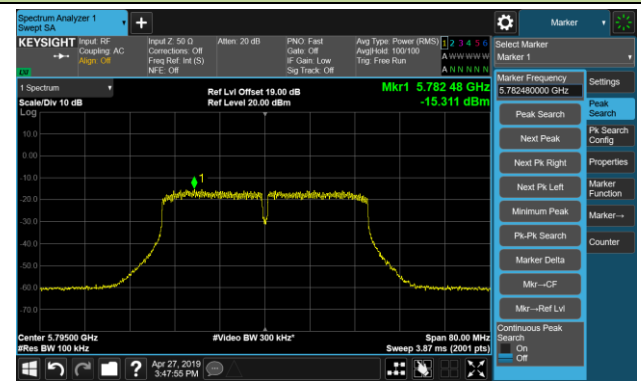 Spectrum Analyzer 1
Swept SA
+
Marker
KEYSIGHT
Input: RF
Coupling: AC
Align: Off
Input Z: 50 Ω
Corrections: Off
Freq Ref: Int (S)
NFE: Off
Atten: 20 dB
PNO: Fast
Gate: Off
IF Gain: Low
Sig Track: Off
Avg Type: Power (RMS)
Avg|Hold: 100/100
Trig: Free Run
1 2 3 4 5 6
A W W W W W
A N N N N N
Select Marker
Marker 1
1 Spectrum
Scale/Div 10 dB
Ref Lvl Offset 19.00 dB
Ref Level 20.00 dBm
Mkr1 5.782 48 GHz
-15.311 dBm
Log
10.0
0.00
-10.0
-20.0
-30.0
-40.0
-50.0
-60.0
-70.0
1
Center 5.79500 GHz
#Res BW 100 kHz
#Video BW 300 kHz*
Span 80.00 MHz
Sweep 3.87 ms (2001 pts)
Marker Frequency
5.782480000 GHz
Peak Search
Next Peak
Next Pk Right
Next Pk Left
Minimum Peak
Pk-Pk Search
Marker Delta
Mkr→CF
Mkr→Ref Lvl
Continuous Peak
Search
On
Off
Settings
Peak
Search
Pk Search
Config
Properties
Marker
Function
Marker→
Counter
?
Apr 27, 2019
3:47:55 PM